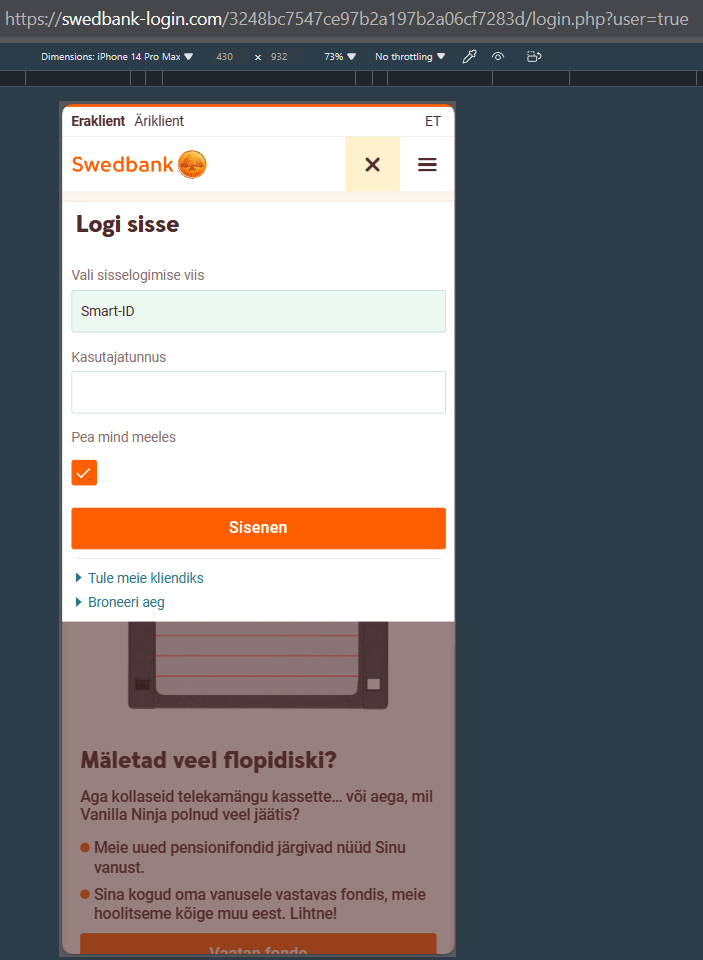 https://swedbank-login.com/3248bc7547ce97b2a197b2a06cf7283d/login.php?user=true
Dimensions: iPhone 14 Pro Max 430 × 932 73% No throttling
Eraklient Äriklient ET
Swedbank
Logi sisse
Vali sisselogimise viis
Smart-ID
Kasutajatunnus
Pea mind meeles
Sisenen
Tule meie kliendiks
Broneeri aeg
Mäletad veel flopidiski?
Aga kollaseid telekamängu kassette... või aega, mil
Vanilla Ninja polnud veel jäätis?
Meie uued pensionifondid järgivad nüüd Sinu
vanust.
Sina kogud oma vanusele vastavas fondis, meie
hoolitseme kõige muu eest. Lihtne!
Vaatan fonde